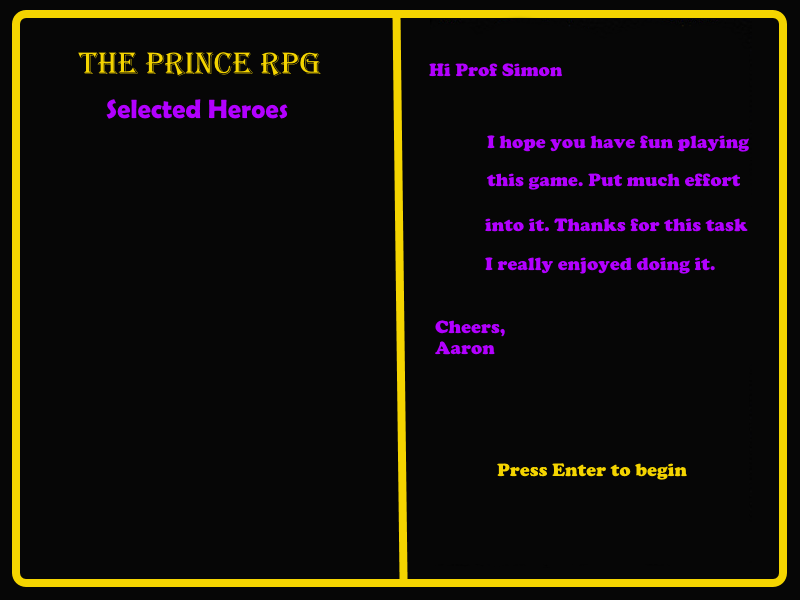 THE PRINCE RPG
Selected Heroes
Hi Prof Simon
I hope you have fun playing
this game. Put much effort
into it. Thanks for this task
I really enjoyed doing it.
Cheers,
Aaron
Press Enter to begin